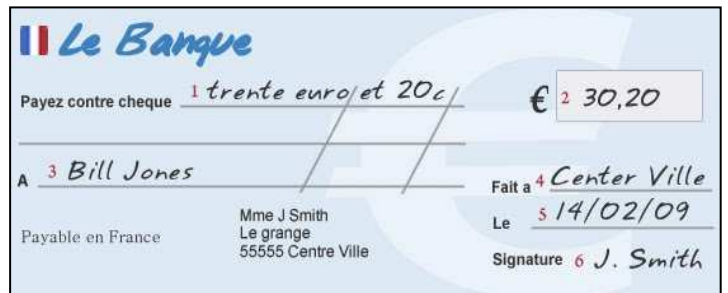 Le Banque
Payez contre cheque 1 trente euro et 20c € 2 30,20
A 3 Bill Jones
Fait a 4 Center Ville
Le 5 14/02/09
Payable en France
Mme J Smith
Le grange
55555 Centre Ville
Signature 6 J. Smith